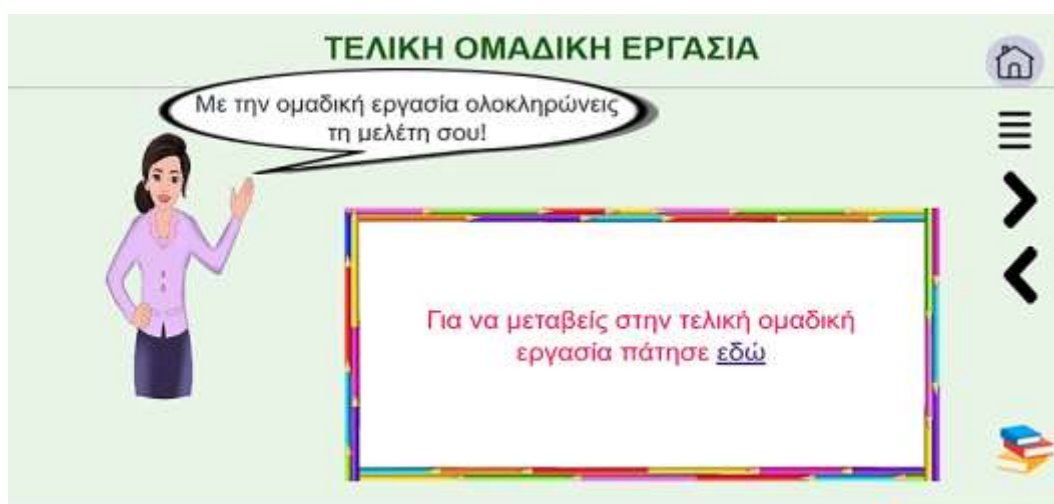 ΤΕΛΙΚΗ ΟΜΑΔΙΚΗ ΕΡΓΑΣΙΑ
Με την ομαδική εργασία ολοκληρώνεις
τη μελέτη σου!
Για να μεταβείς στην τελική ομαδική
εργασία πάτησε εδώ